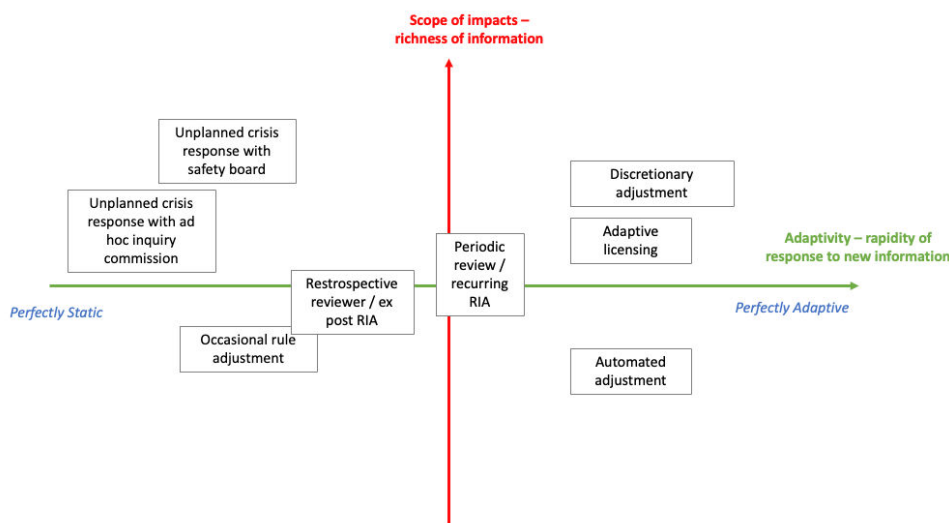 Scope of impacts –
richness of information
Unplanned crisis
response with
safety board
Unplanned crisis
response with ad
hoc inquiry
commission
Discretionary
adjustment
Adaptive
licensing
Periodic
review /
recurring
RIA
Adaptivity – rapidity of
response to new information
Restrospective
reviewer / ex
post RIA
Perfectly Static
Perfectly Adaptive
Occasional rule
adjustment
Automated
adjustment